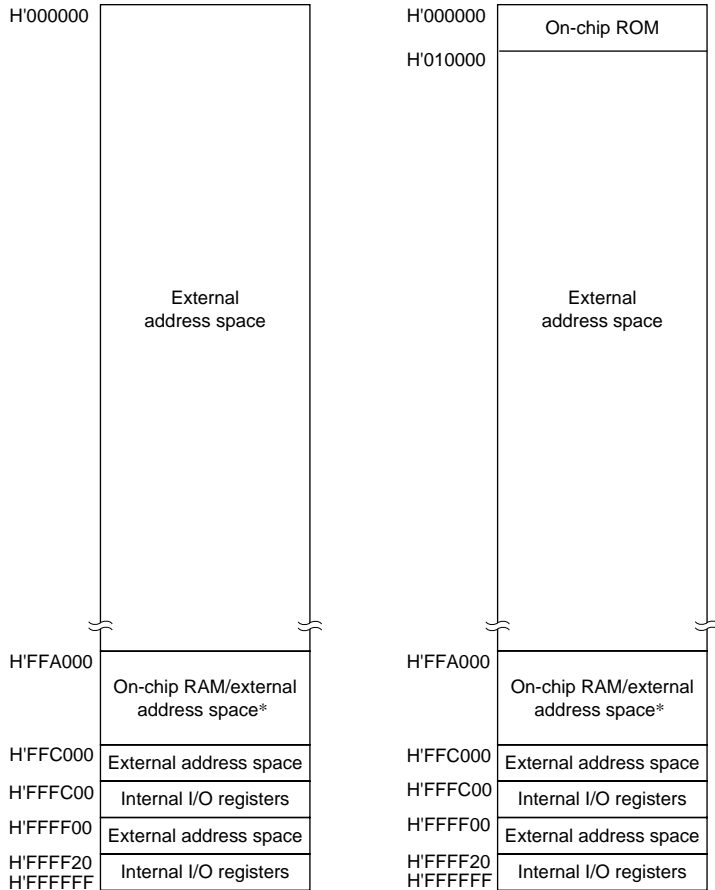 H'000000
External
address space
H'FFA000
On-chip RAM/external
address space*
H'FFC000
External address space
H'FFFC00
Internal I/O registers
H'FFFF00
External address space
H'FFFF20
Internal I/O registers
H'FFFFFF
H'000000
On-chip ROM
H'010000
External
address space
H'FFA000
On-chip RAM/external
address space*
H'FFC000
External address space
H'FFFC00
Internal I/O registers
H'FFFF00
External address space
H'FFFF20
Internal I/O registers
H'FFFFFF